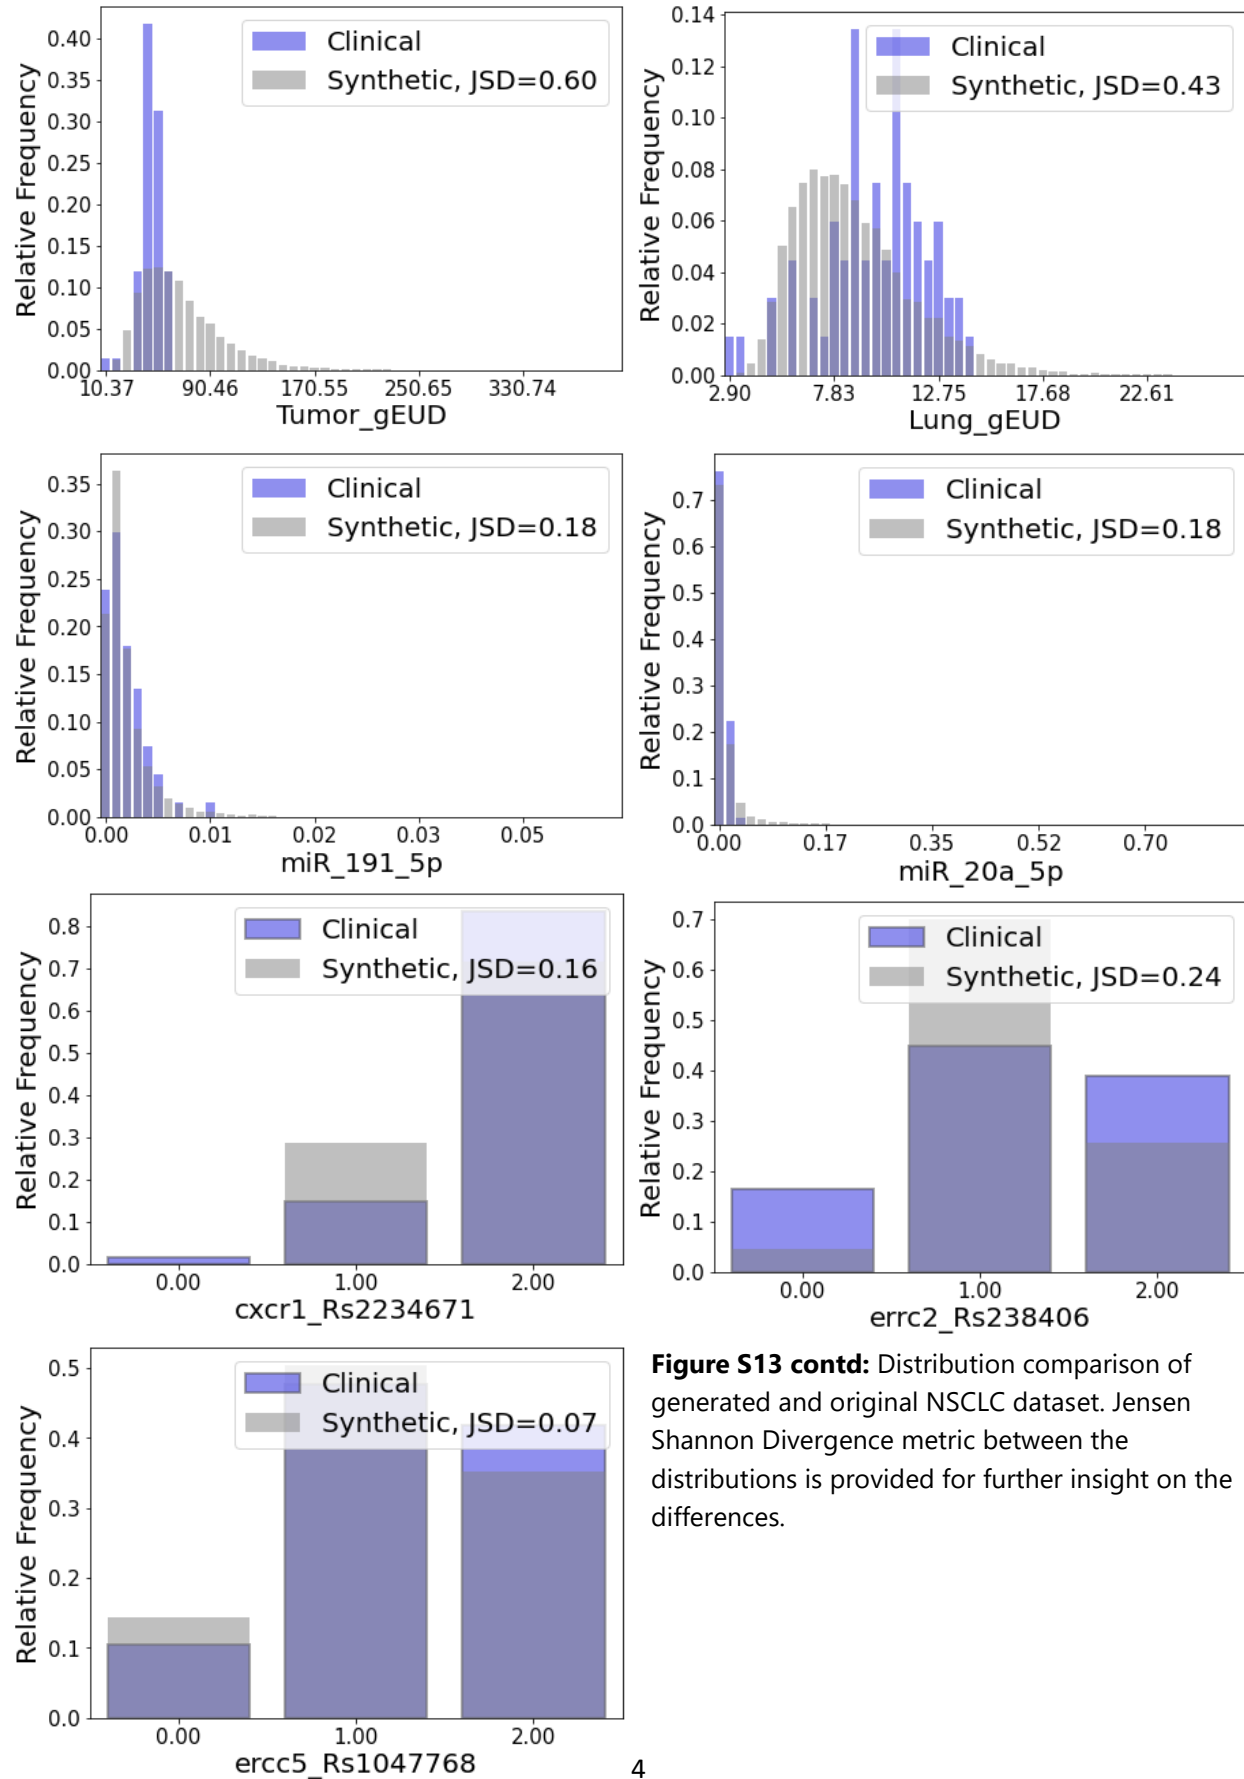 Relative Frequency
0.40
0.35
0.30
0.25
0.20
0.15
0.10
0.05
0.00
Clinical
Synthetic, JSD=0.60
10.37 90.46 170.55 250.65 330.74
Tumor_gEUD
Relative Frequency
0.14
0.12
0.10
0.08
0.06
0.04
0.02
0.00
Clinical
Synthetic, JSD=0.43
2.90 7.83 12.75 17.68 22.61
Lung_gEUD
Relative Frequency
0.35
0.30
0.25
0.20
0.15
0.10
0.05
0.00
Clinical
Synthetic, JSD=0.18
0.00 0.01 0.02 0.03 0.05
miR_191_5p
Relative Frequency
0.7
0.6
0.5
0.4
0.3
0.2
0.1
0.0
Clinical
Synthetic, JSD=0.18
0.00 0.17 0.35 0.52 0.70
miR_20a_5p
Relative Frequency
0.8
0.7
0.6
0.5
0.4
0.3
0.2
0.1
0.0
Clinical
Synthetic, JSD=0.16
0.00 1.00 2.00
cxcr1_Rs2234671
Relative Frequency
0.7
0.6
0.5
0.4
0.3
0.2
0.1
0.0
Clinical
Synthetic, JSD=0.24
0.00 1.00 2.00
errc2_Rs238406
Relative Frequency
0.5
0.4
0.3
0.2
0.1
0.0
Clinical
Synthetic, JSD=0.07
0.00 1.00 2.00
ercc5_Rs1047768
Figure S13 contd: Distribution comparison of
generated and original NSCLC dataset. Jensen
Shannon Divergence metric between the
distributions is provided for further insight on the
differences.
4